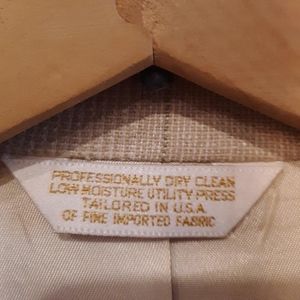 PROFESSIONALLY DRY CLEAN
LOW MOISTURE UTILITY PRESS
TAILORED IN U.S.A
OF FINE IMPORTED FABRIC